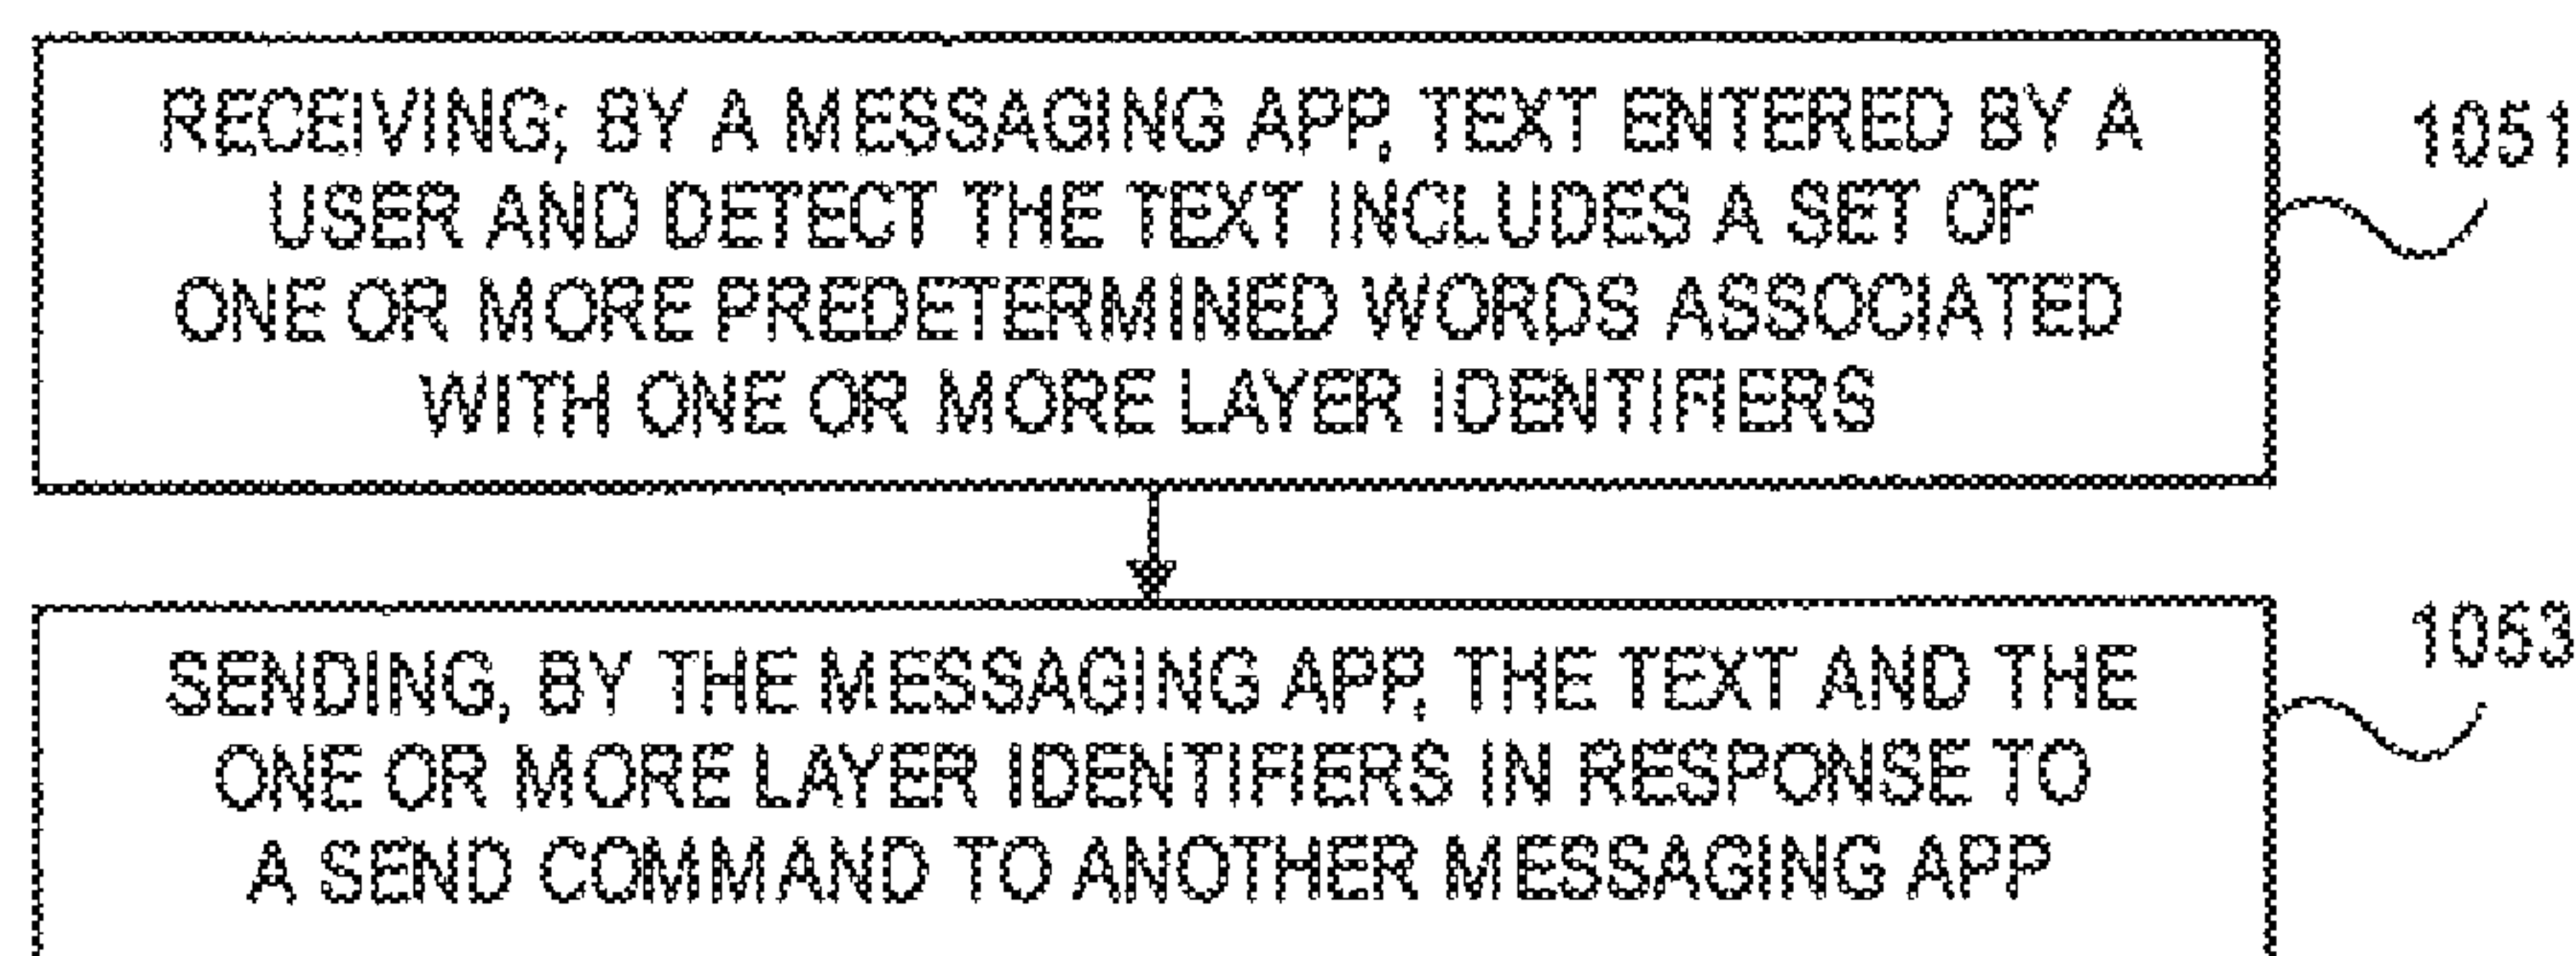 RECEIVING; BY A MESSAGING APP, TEXT ENTERED BY A
USER AND DETECT THE TEXT INCLUDES A SET OF
ONE OR MORE PREDETERMINED WORDS ASSOCIATED
WITH ONE OR MORE LAYER IDENTIFIERS
1051
SENDING, BY THE MESSAGING APP, THE TEXT AND THE
ONE OR MORE LAYER IDENTIFIERS IN RESPONSE TO
A SEND COMMAND TO ANOTHER MESSAGING APP
1053